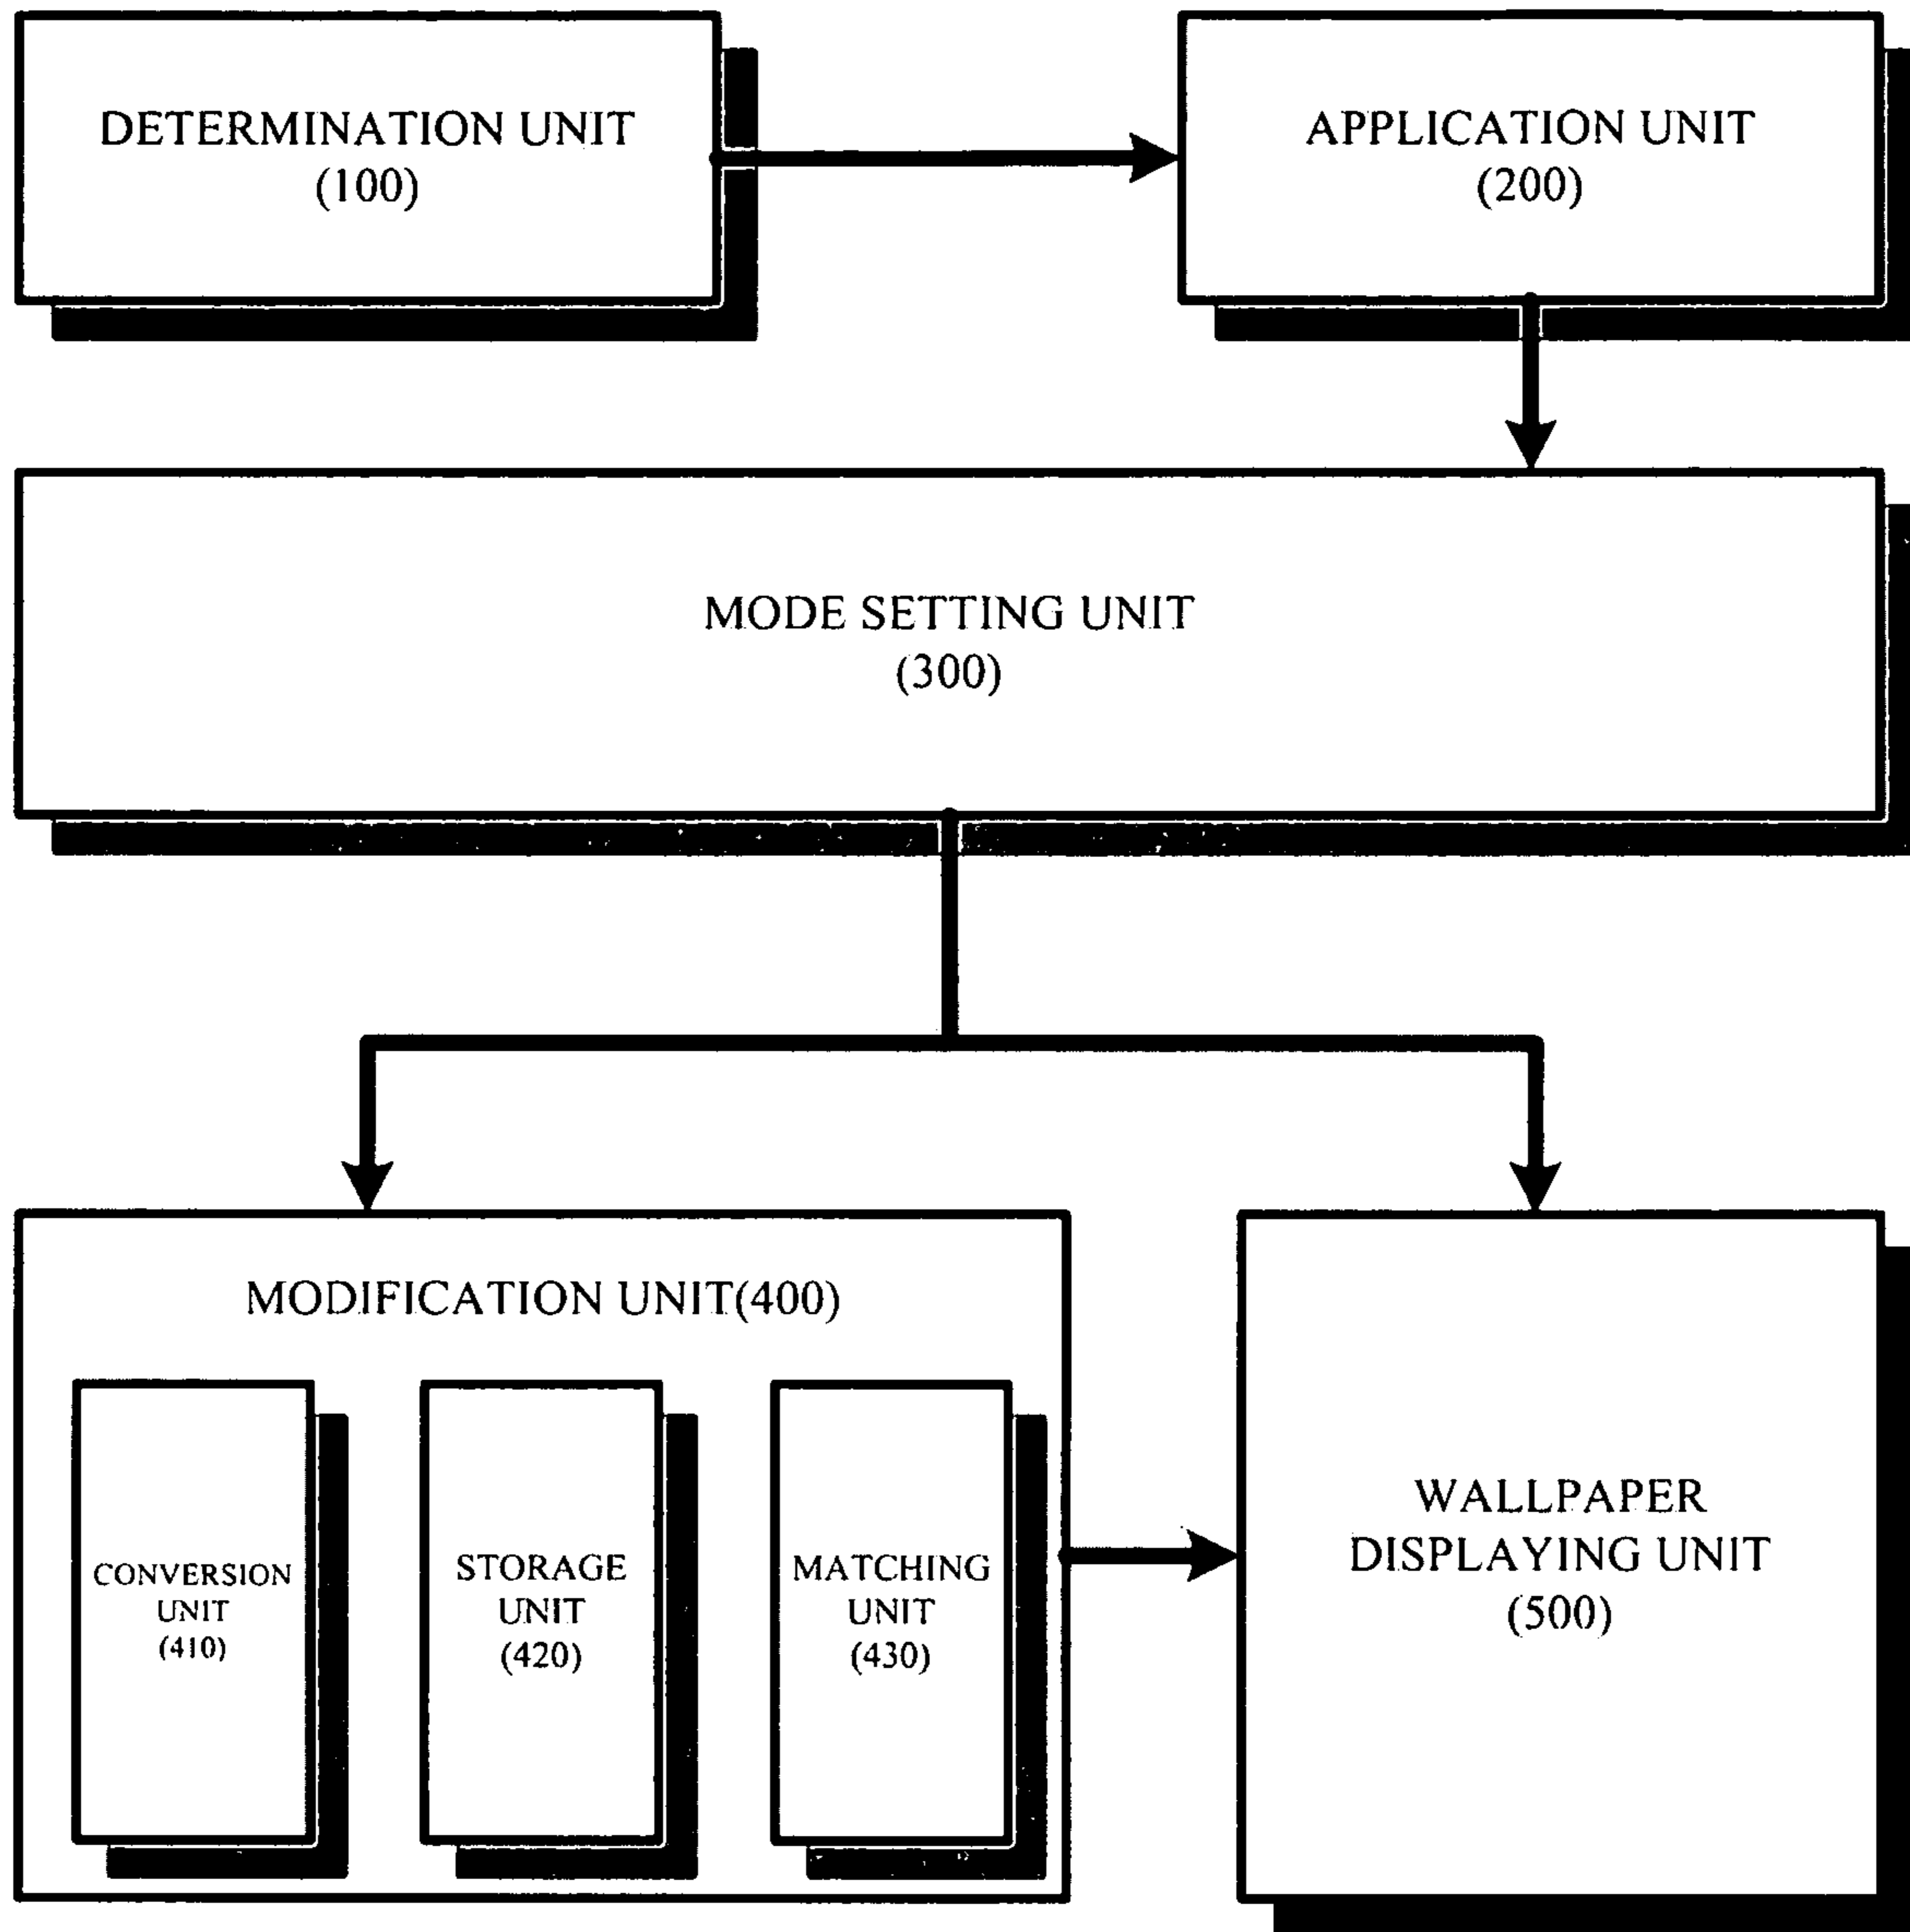 DETERMINATION UNIT
(100)
APPLICATION UNIT
(200)
MODE SETTING UNIT
(300)
MODIFICATION UNIT(400)
CONVERSION
UNIT
(410)
STORAGE
UNIT
(420)
MATCHING
UNIT
(430)
WALLPAPER
DISPLAYING UNIT
(500)